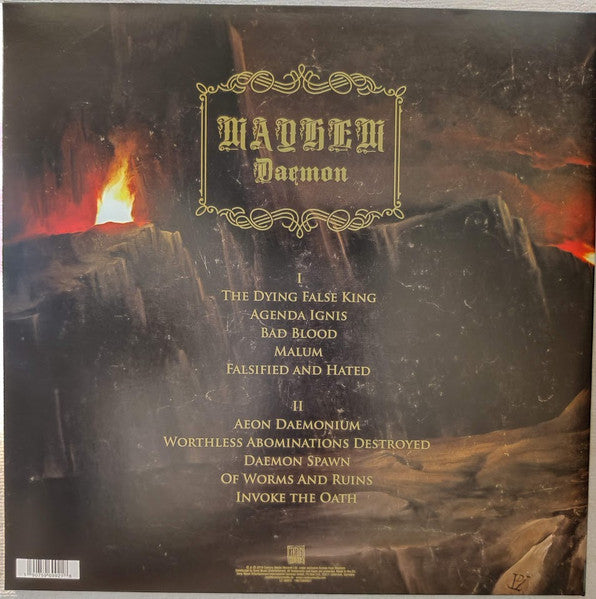 MAYHEM
Daemon
I
THE DYING FALSE KING
AGENDA IGNIS
BAD BLOOD
MALUM
FALSIFIED AND HATED
II
AEON DAEMONIUM
WORTHLESS ABOMINATIONS DESTROYED
DAEMON SPAWN
OF WORMS AND RUINS
INVOKE THE OATH